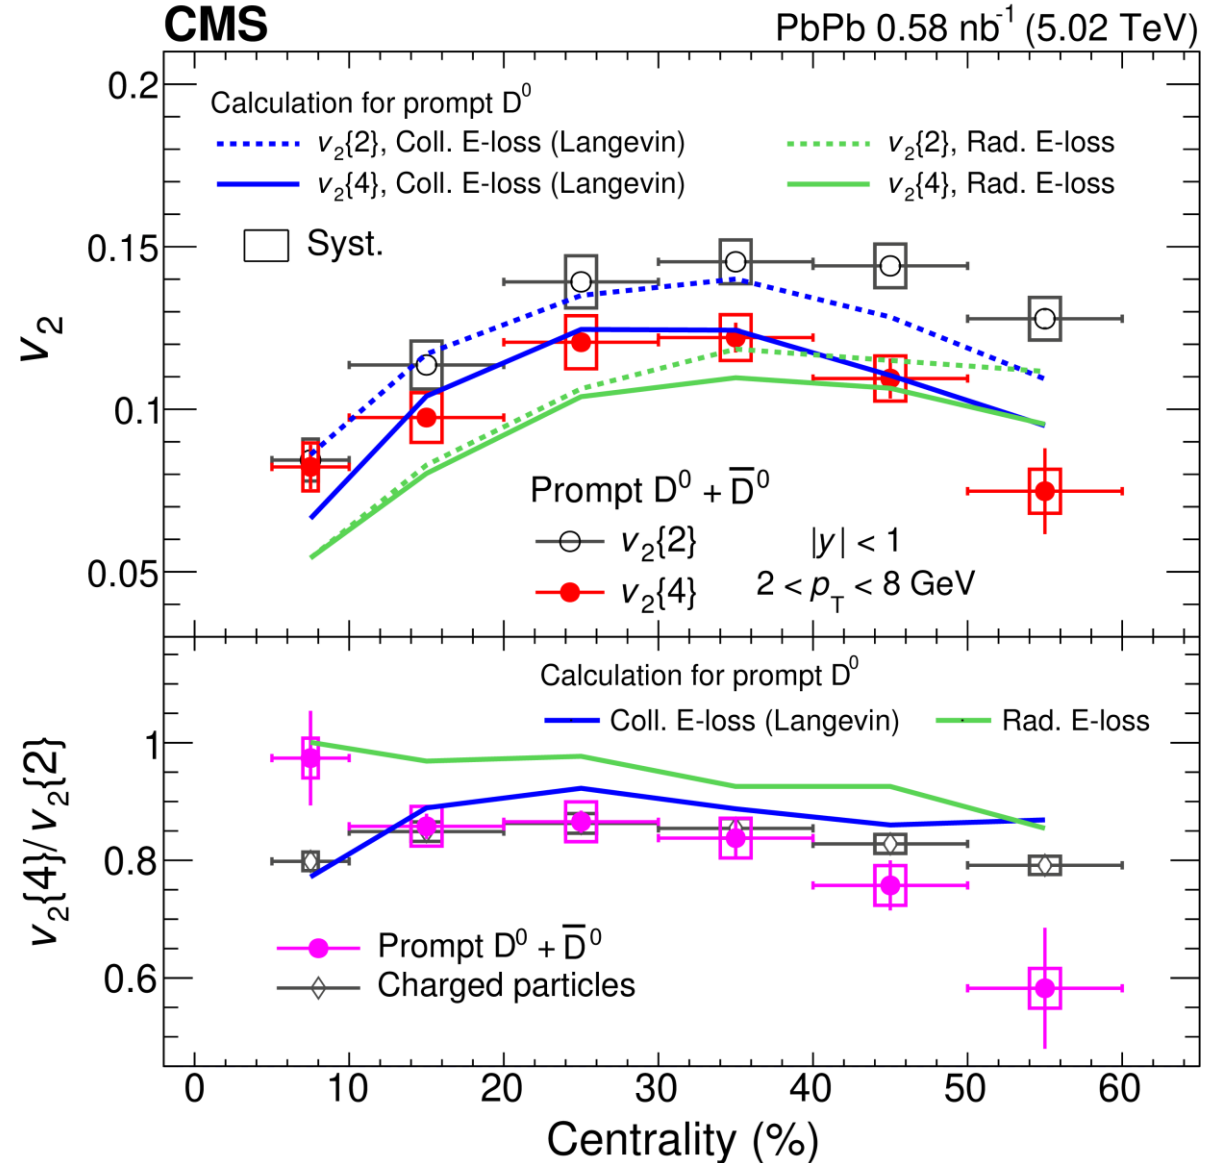 CMS PbPb 0.58 nb⁻¹ (5.02 TeV)
Calculation for prompt D⁰
v₂{2}, Coll. E-loss (Langevin) v₂{2}, Rad. E-loss
v₂{4}, Coll. E-loss (Langevin) v₂{4}, Rad. E-loss
Syst.
0.2
0.15
0.1
0.05
v₂
Prompt D⁰ + D̅⁰
v₂{2} |y| < 1
v₂{4} 2 < p_T < 8 GeV
Calculation for prompt D⁰
Coll. E-loss (Langevin) Rad. E-loss
1
0.8
0.6
v₂{4}/ v₂{2}
Prompt D⁰ + D̅⁰
Charged particles
0 10 20 30 40 50 60
Centrality (%)